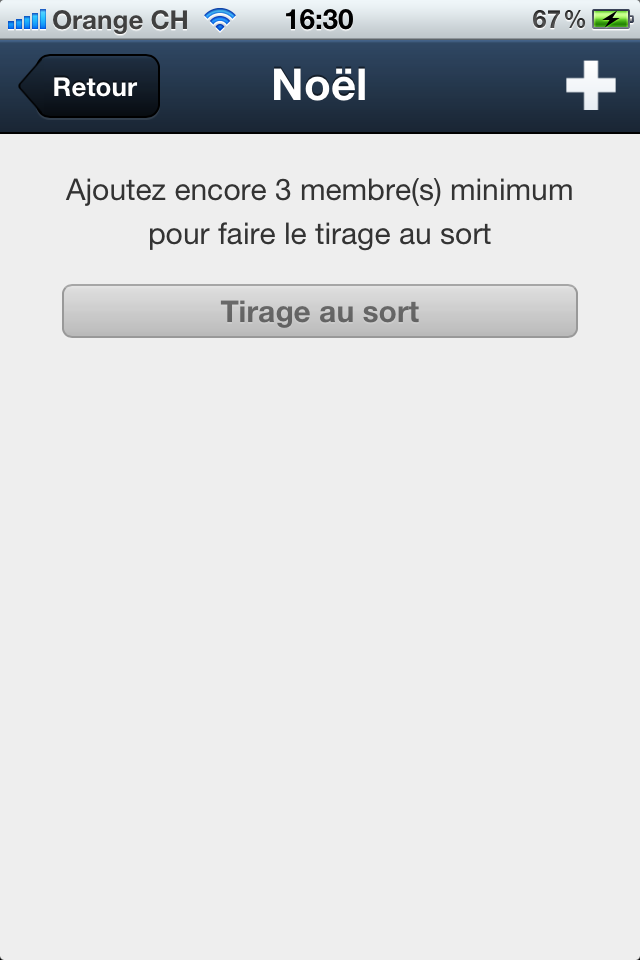 Orange CH 16:30 67 %
Retour Noël
Ajoutez encore 3 membre(s) minimum
pour faire le tirage au sort
Tirage au sort